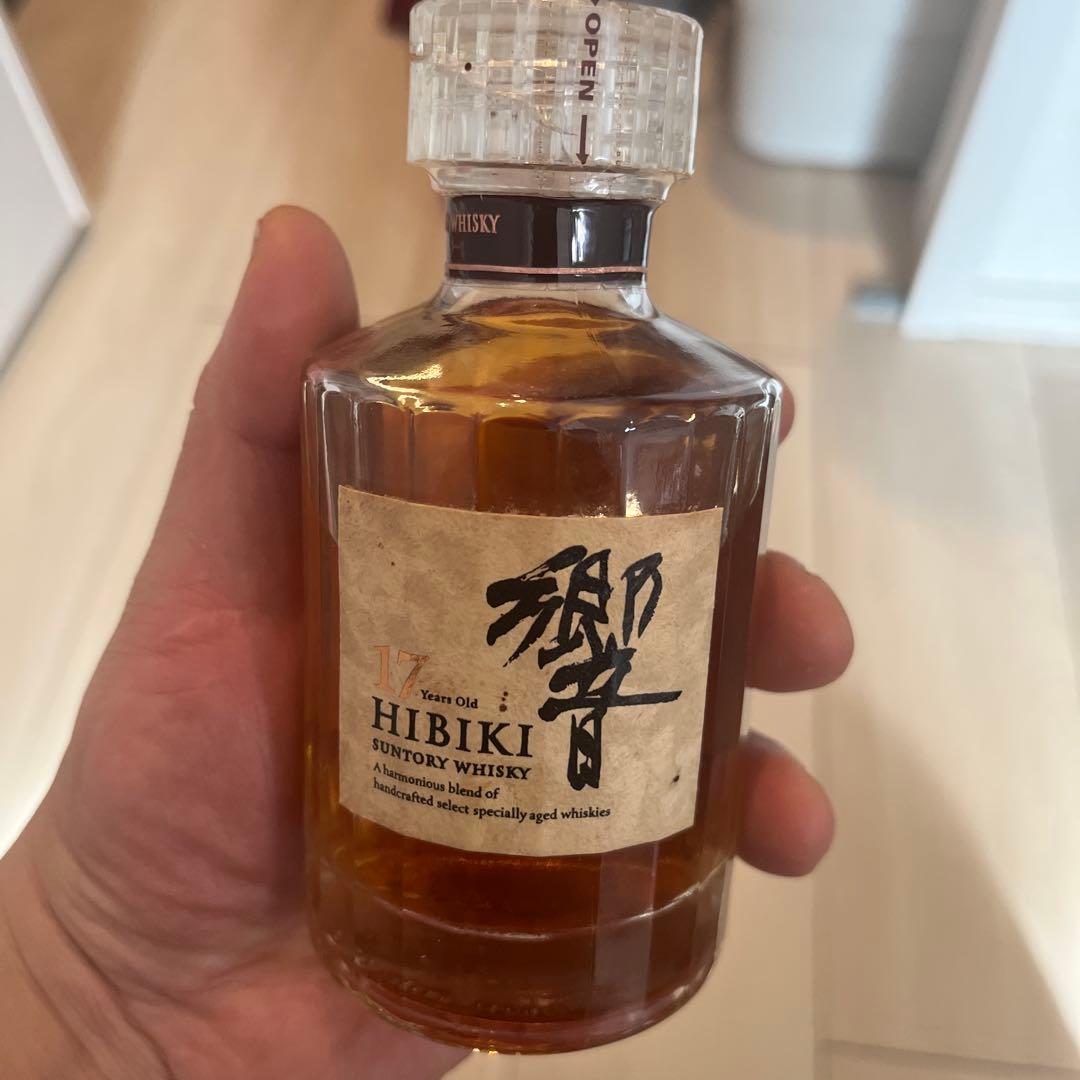 OPEN
WHISKY
響
17 Years Old
HIBIKI
SUNTORY WHISKY
A harmonious blend of
handcrafted select specially aged whiskies